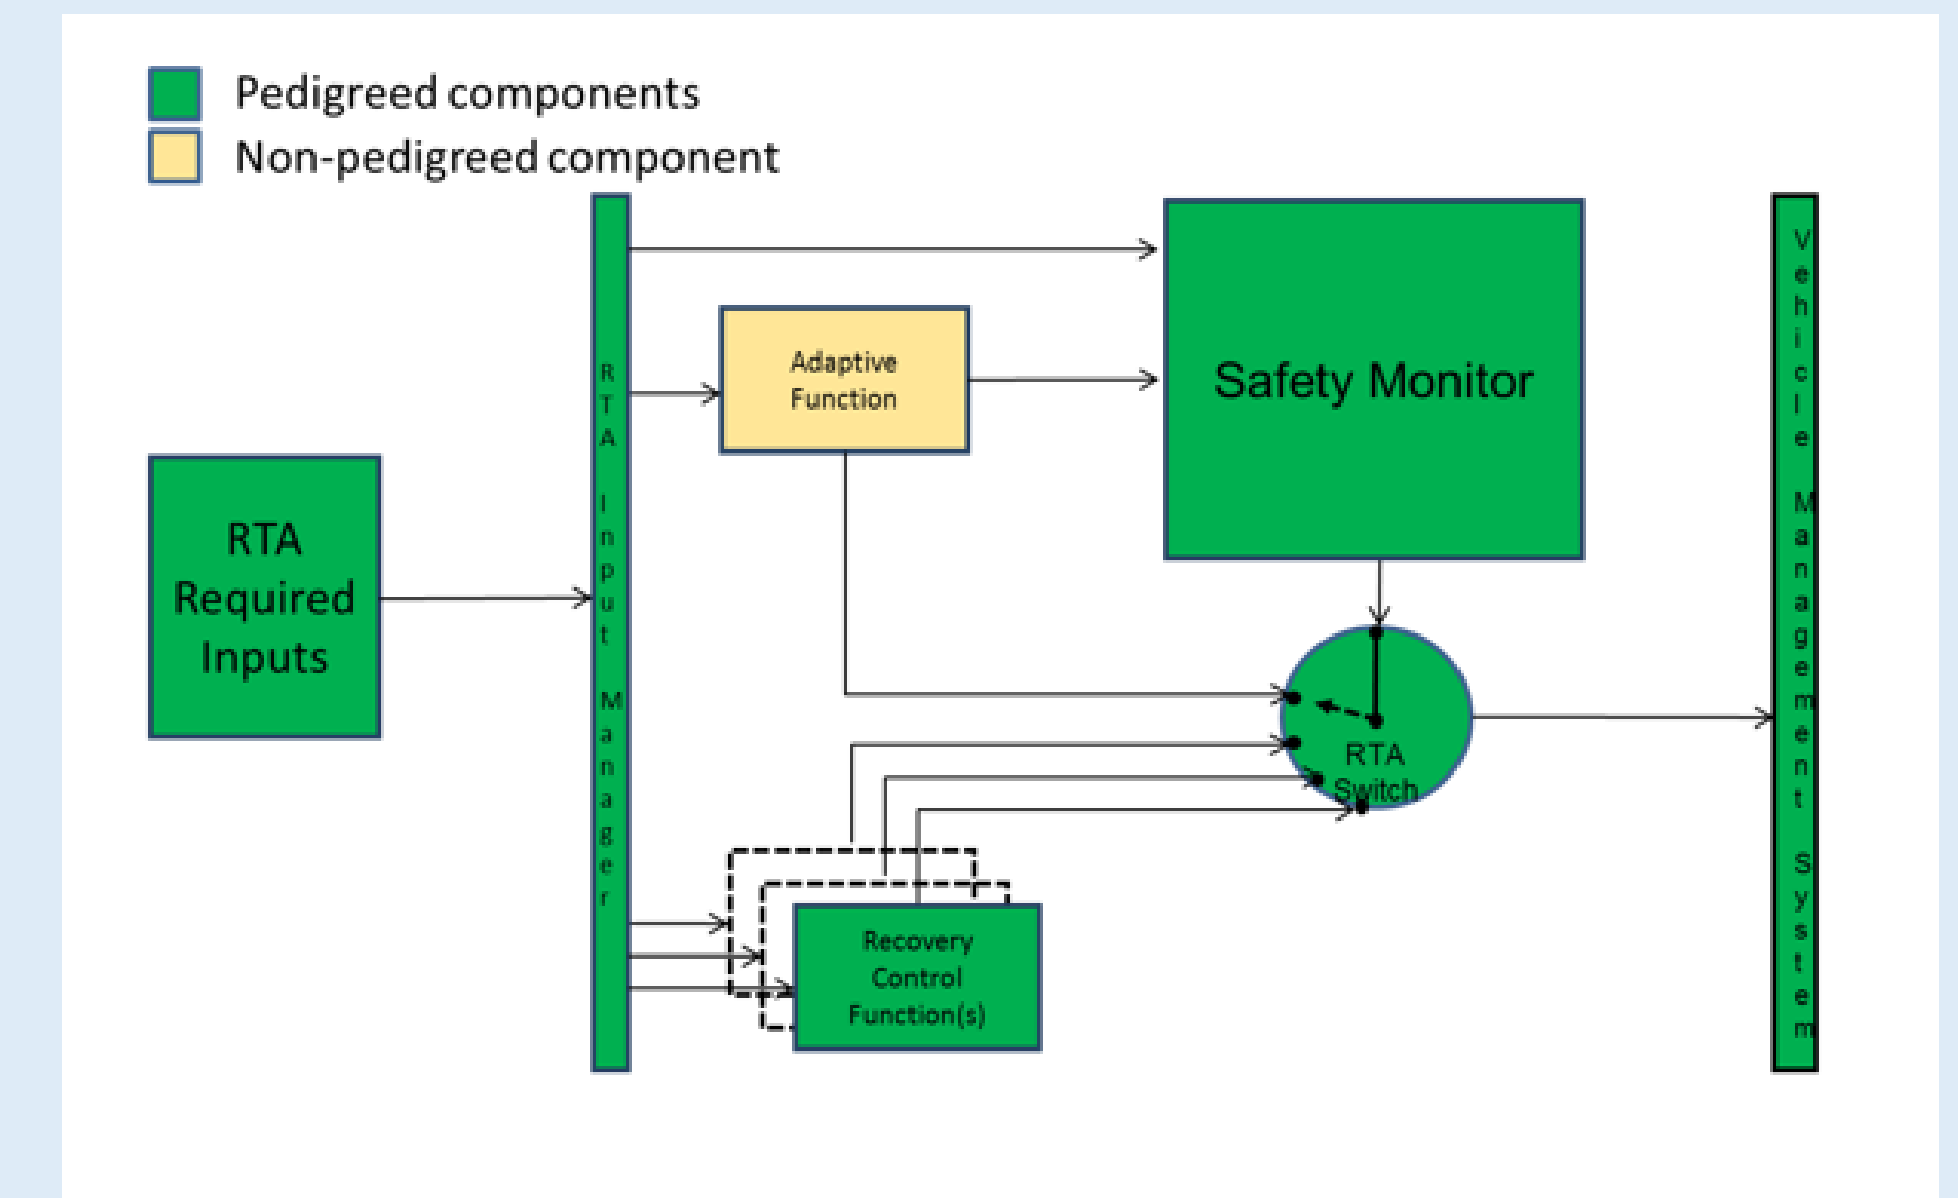 Pedigreed components
Non-pedigreed component
RTA
Required
Inputs
RTA Input Manager
Adaptive
Function
Safety Monitor
RTA
Switch
Recovery
Control
Function(s)
Vehicle Management System